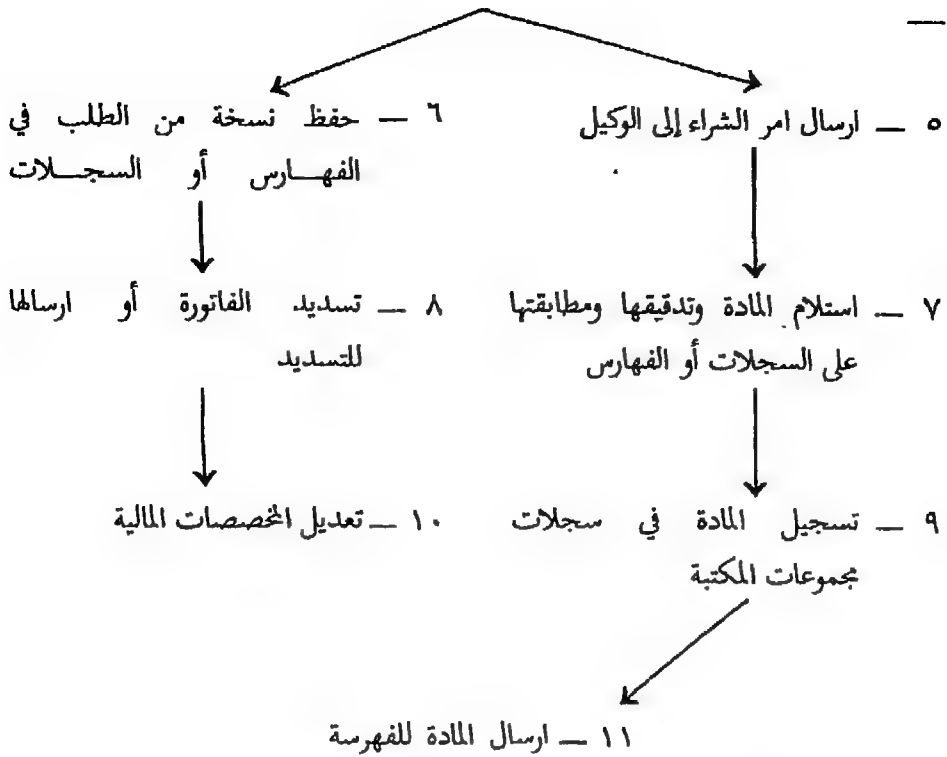 ٥ — ارسال امر الشراء إلى الوكيل
٦ — حفظ نسخة من الطلب في
الفهــارس أو السجــلات
٧ — استلام المادة وتدقيقها ومطابقتها
على السجلات أو الفهارس
٨ — تسديد الفاتورة أو ارسالها
للتسديد
٩ — تسجيل المادة في سجلات
مجموعات المكتبة
١٠ — تعديل المخصصات المالية
١١ — ارسال المادة للفهرسة